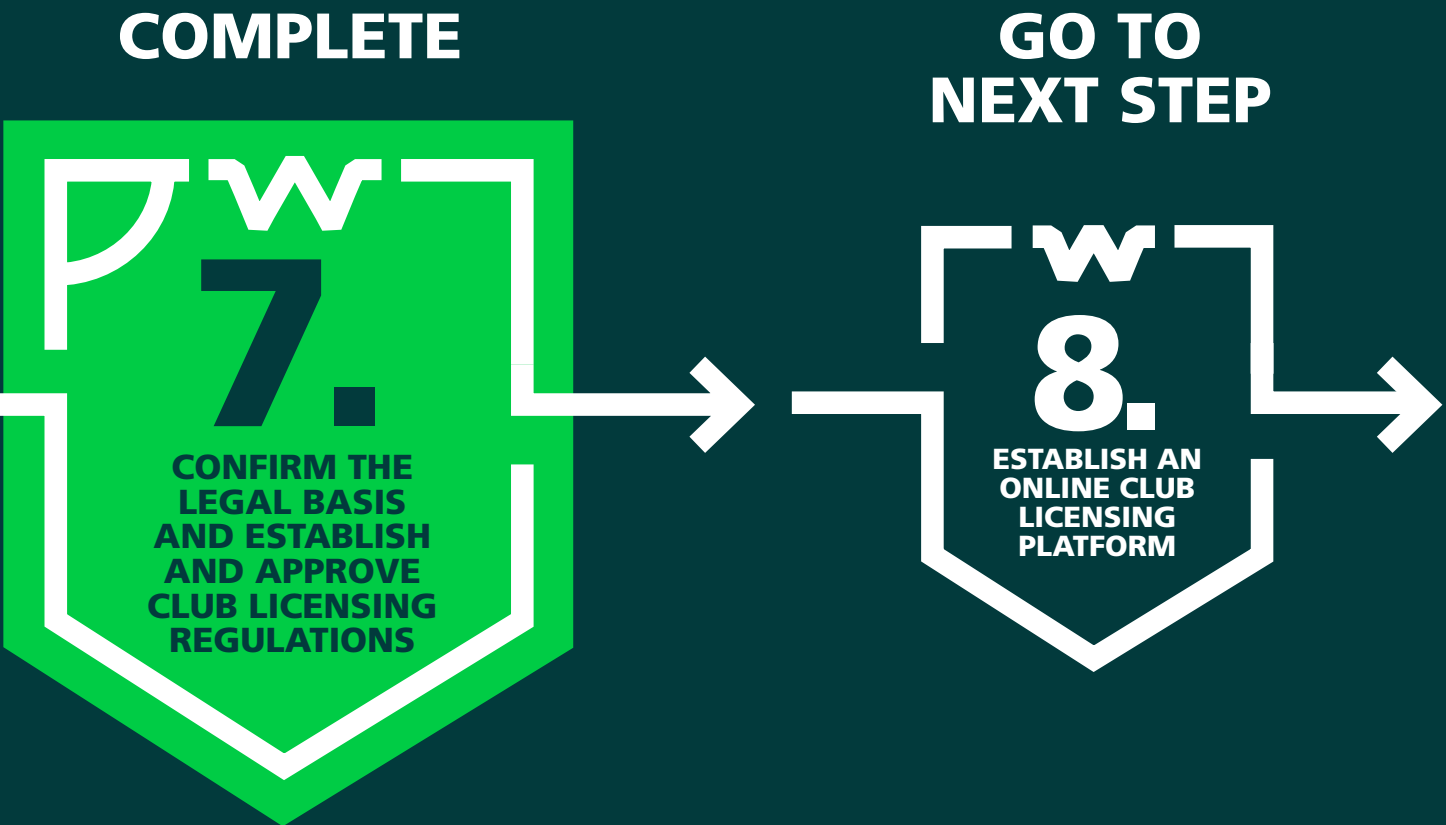 COMPLETE
W
7.
CONFIRM THE
LEGAL BASIS
AND ESTABLISH
AND APPROVE
CLUB LICENSING
REGULATIONS
GO TO
NEXT STEP
W
8.
ESTABLISH AN
ONLINE CLUB
LICENSING
PLATFORM